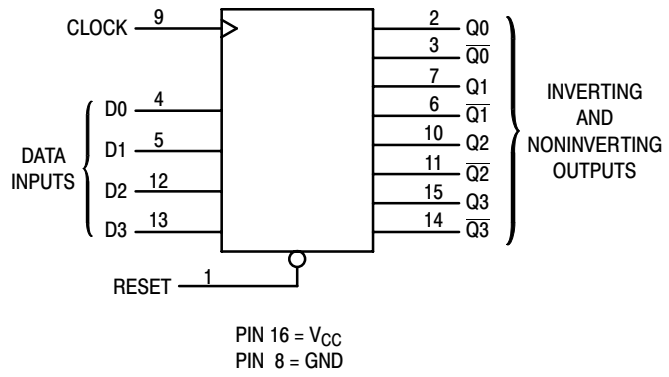 CLOCK 9
D0 4
D1 5
D2 12
D3 13
DATA
INPUTS
RESET 1
2 Q0
3 Q̅0̅
7 Q1
6 Q̅1̅
10 Q2
11 Q̅2̅
15 Q3
14 Q̅3̅
INVERTING
AND
NONINVERTING
OUTPUTS
PIN 16 = VCC
PIN 8 = GND